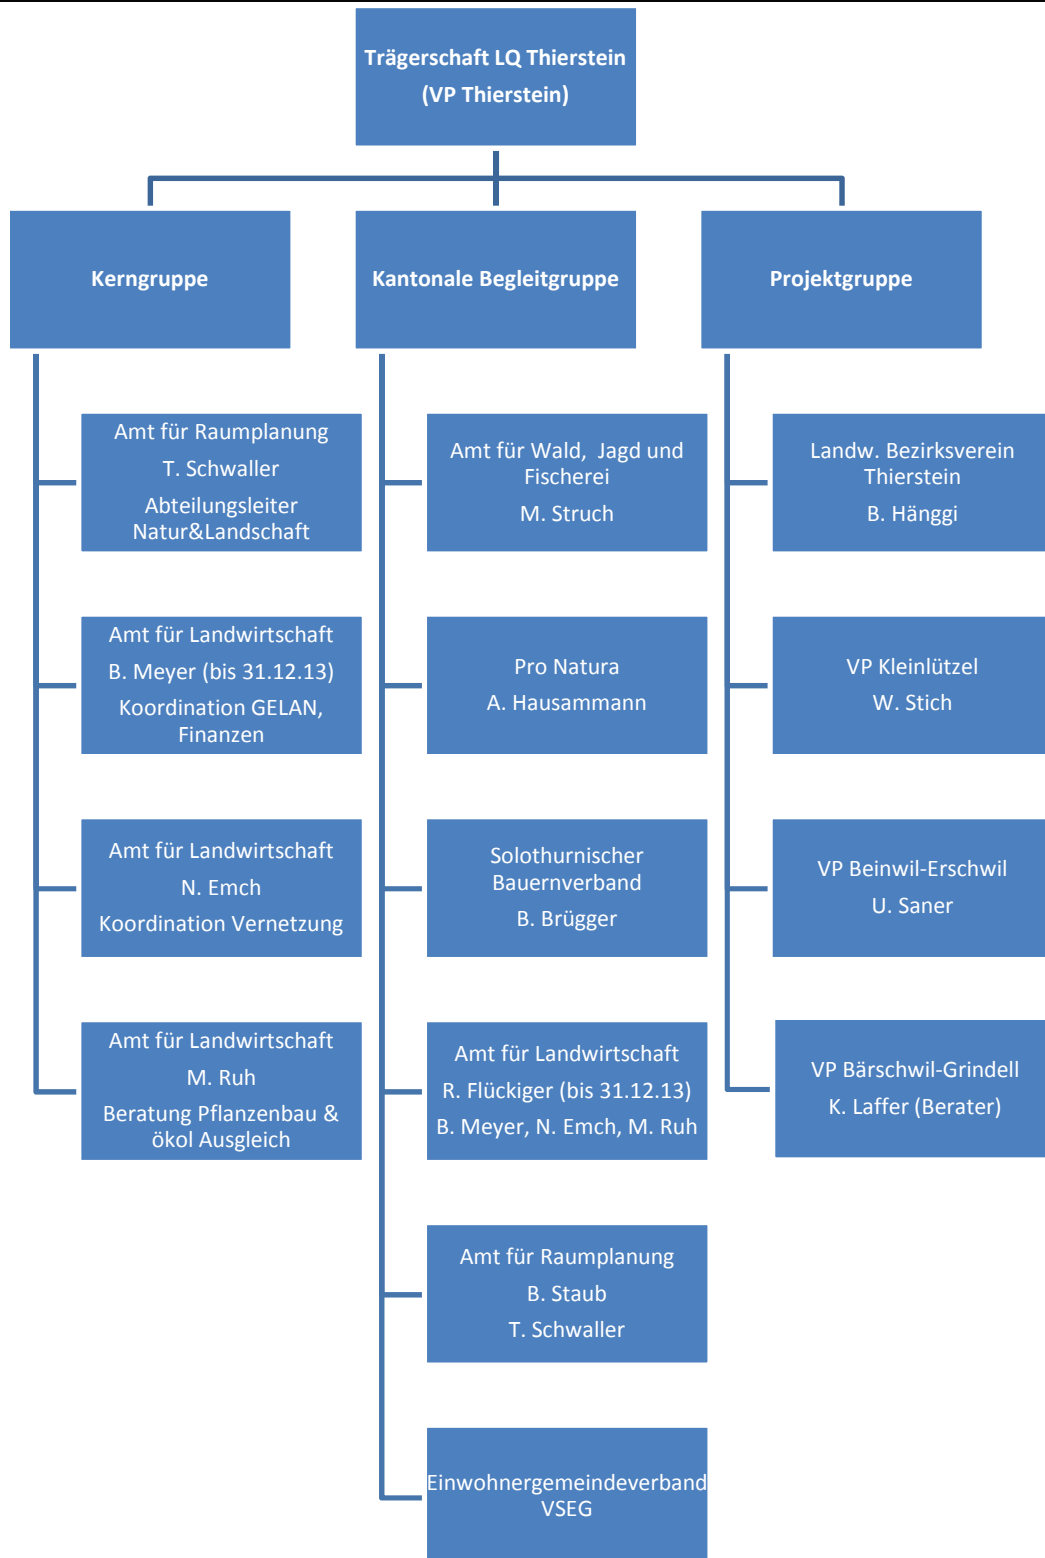 Trägerschaft LQ Thierstein
(VP Thierstein)
Kerngruppe
Kantonale Begleitgruppe
Projektgruppe
Amt für Raumplanung
T. Schwaller
Abteilungsleiter
Natur&Landschaft
Amt für Landwirtschaft
B. Meyer (bis 31.12.13)
Koordination GELAN,
Finanzen
Amt für Landwirtschaft
N. Emch
Koordination Vernetzung
Amt für Landwirtschaft
M. Ruh
Beratung Pflanzenbau &
ökol Ausgleich
Amt für Wald, Jagd und
Fischerei
M. Struch
Pro Natura
A. Hausammann
Solothurnischer
Bauernverband
B. Brügger
Amt für Landwirtschaft
R. Flückiger (bis 31.12.13)
B. Meyer, N. Emch, M. Ruh
Amt für Raumplanung
B. Staub
T. Schwaller
Einwohnergemeindeverband
VSEG
Landw. Bezirksverein
Thierstein
B. Hänggi
VP Kleinlützel
W. Stich
VP Beinwil-Erschwil
U. Saner
VP Bärschwil-Grindell
K. Laffer (Berater)